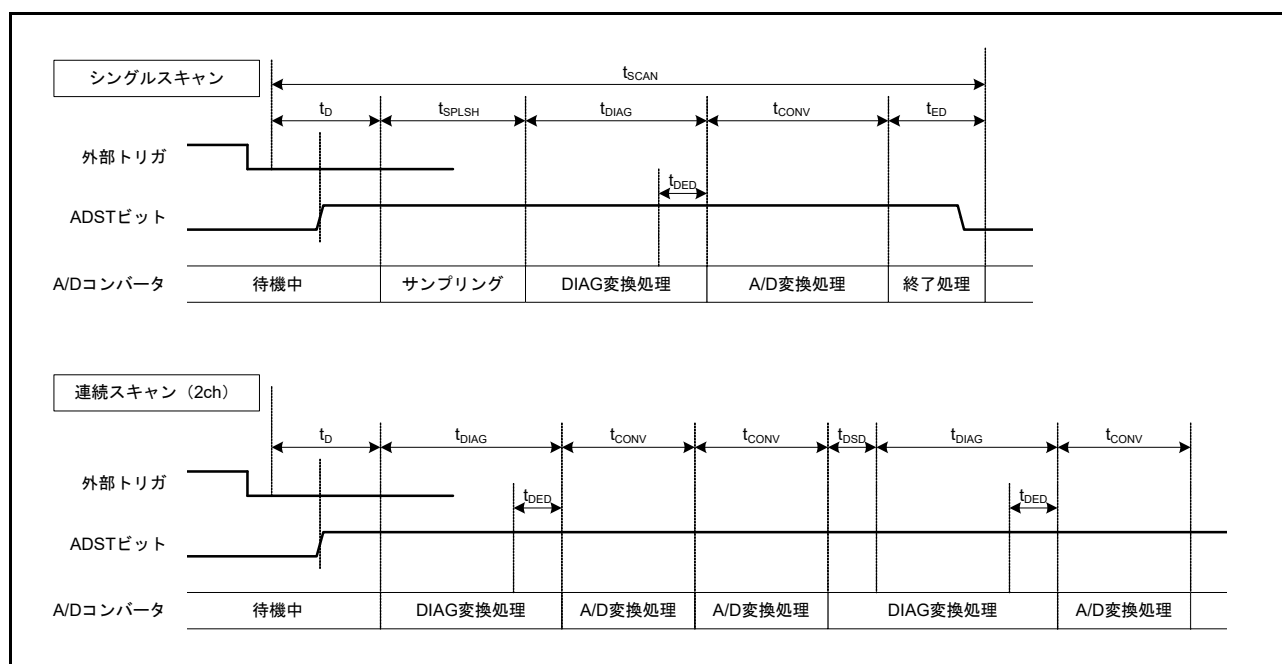 シングルスキャン
tSCAN
tD tSPLSH tDIAG tCONV tED
外部トリガ
tDED
ADSTビット
A/Dコンバータ 待機中 サンプリング DIAG変換処理 A/D変換処理 終了処理
連続スキャン（2ch）
tD tDIAG tCONV tCONV tDSD tDIAG tCONV
外部トリガ
tDED tDED
ADSTビット
A/Dコンバータ 待機中 DIAG変換処理 A/D変換処理 A/D変換処理 DIAG変換処理 A/D変換処理